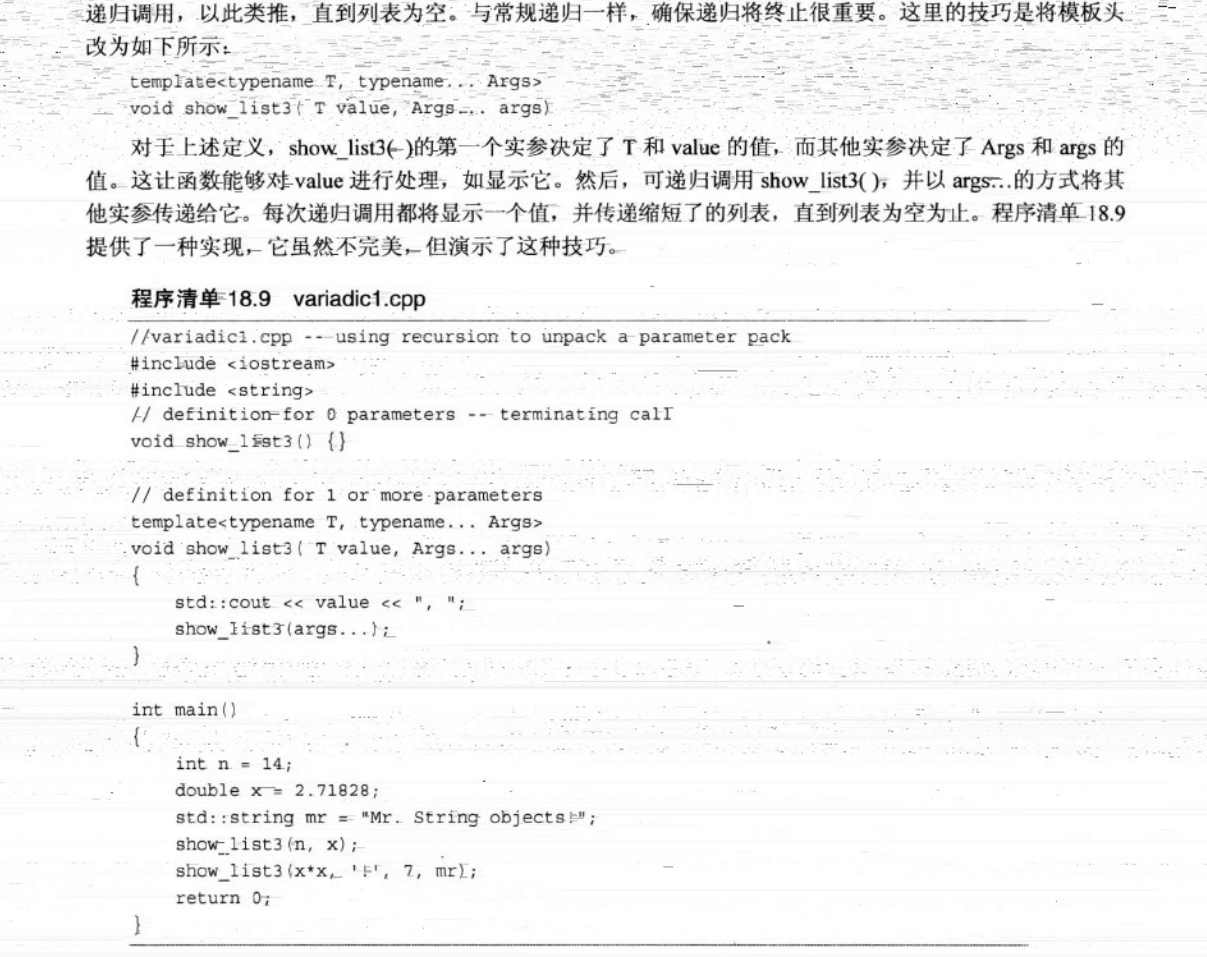 递归调用，以此类推，直到列表为空。与常规递归一样，确保递归将终止很重要。这里的技巧是将模板头
改为如下所示：
template<typename T, typename... Args>
void show_list3( T value, Args... args)
对于上述定义，show_list3( )的第一个实参决定了 T 和 value 的值，而其他实参决定了 Args 和 args 的
值。这让函数能够对 value 进行处理，如显示它。然后，可递归调用 show_list3( )，并以 args…的方式将其
他实参传递给它。每次递归调用都将显示一个值，并传递缩短了的列表，直到列表为空为止。程序清单 18.9
提供了一种实现，它虽然不完美，但演示了这种技巧。
程序清单 18.9 variadic1.cpp
//variadic1.cpp -- using recursion to unpack a parameter pack
#include <iostream>
#include <string>
// definition for 0 parameters -- terminating call
void show_list3() {}
// definition for 1 or more parameters
template<typename T, typename... Args>
void show_list3( T value, Args... args)
{
std::cout << value << ", ";
show_list3(args...);
}
int main()
{
int n = 14;
double x = 2.71828;
std::string mr = "Mr. String objects!";
show_list3(n, x);
show_list3(x*x, '!', 7, mr);
return 0;
}